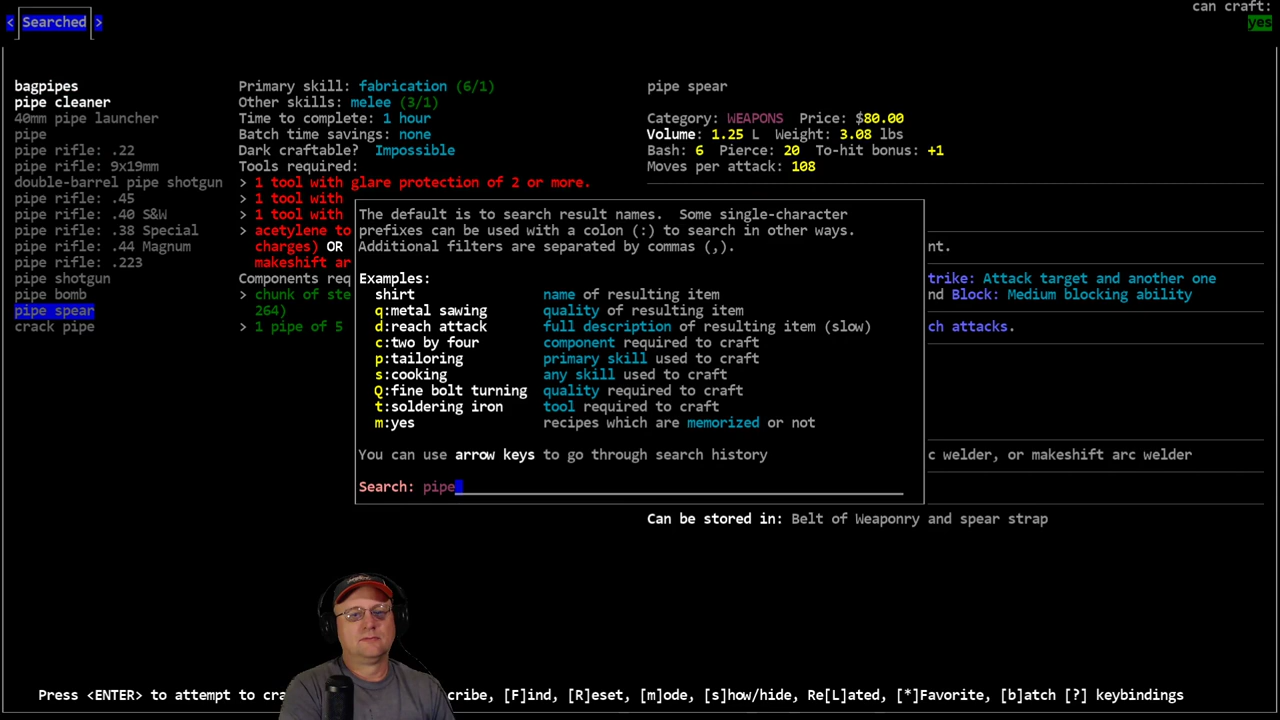 can craft:
< Searched >
yes
bagpipes
pipe cleaner
40mm pipe launcher
pipe
pipe rifle: .22
pipe rifle: 9x19mm
double-barrel pipe shotgun
pipe rifle: .45
pipe rifle: .40 S&W
pipe rifle: .38 Special
pipe rifle: .44 Magnum
pipe rifle: .223
pipe shotgun
pipe bomb
pipe spear
crack pipe
Primary skill: fabrication (6/1)
Other skills: melee (3/1)
Time to complete: 1 hour
Batch time savings: none
Dark craftable? Impossible
Tools required:
> 1 tool with glare protection of 2 or more.
> 1 tool with
> 1 tool with
> acetylene to
charges) OR
makeshift ar
Components req
> chunk of ste
264)
> 1 pipe of 5
pipe spear
Category: WEAPONS Price: $80.00
Volume: 1.25 L Weight: 3.08 lbs
Bash: 6 Pierce: 20 To-hit bonus: +1
Moves per attack: 108
nt.
trike: Attack target and another one
nd Block: Medium blocking ability
ch attacks.
c welder, or makeshift arc welder
Can be stored in: Belt of Weaponry and spear strap
The default is to search result names. Some single-character
prefixes can be used with a colon (:) to search in other ways.
Additional filters are separated by commas (,).
Examples:
shirt name of resulting item
q:metal sawing quality of resulting item
d:reach attack full description of resulting item (slow)
c:two by four component required to craft
p:tailoring primary skill used to craft
s:cooking any skill used to craft
Q:fine bolt turning quality required to craft
t:soldering iron tool required to craft
m:yes recipes which are memorized or not
You can use arrow keys to go through search history
Search: pipe
Press <ENTER> to attempt to cra cribe, [F]ind, [R]eset, [m]ode, [s]how/hide, Re[L]ated, [*]Favorite, [b]atch [?] keybindings